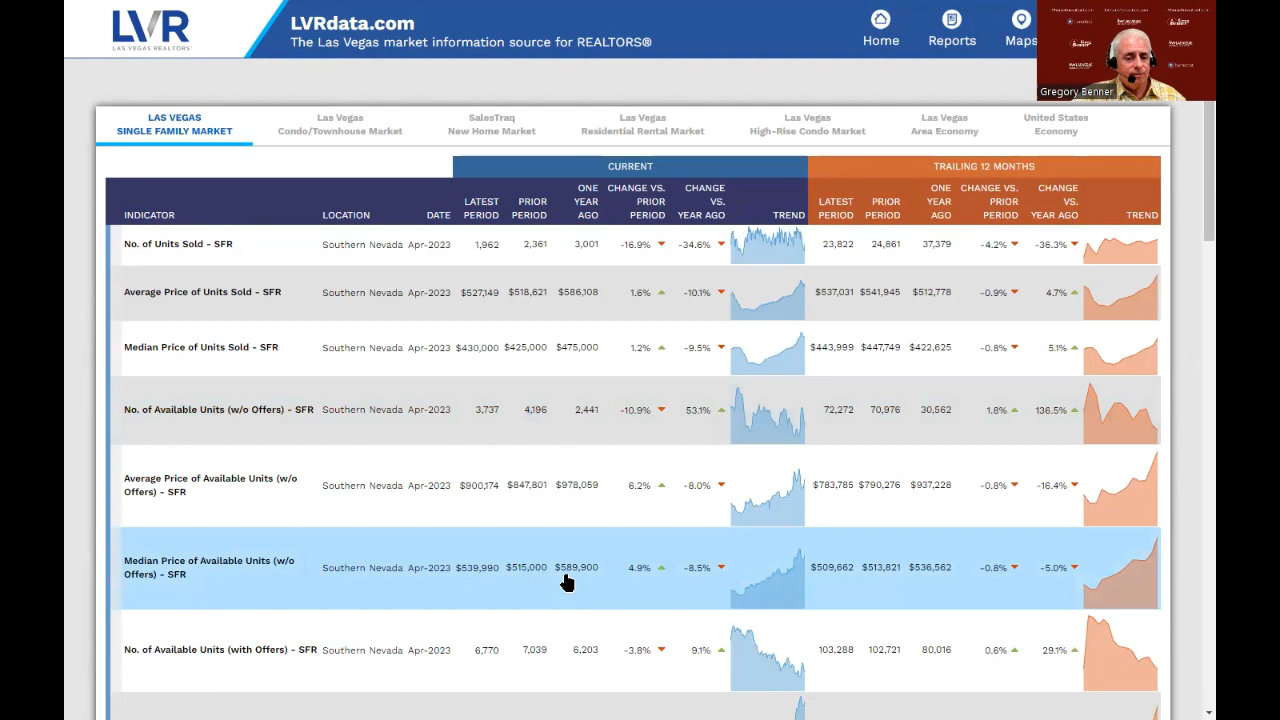 LVR
LAS VEGAS REALTORS®
LVRdata.com
The Las Vegas market information source for REALTORS®
Home
Reports
Maps
Gregory Benner
LAS VEGAS
SINGLE FAMILY MARKET
Las Vegas
Condo/Townhouse Market
SalesTraq
New Home Market
Las Vegas
Residential Rental Market
Las Vegas
High-Rise Condo Market
Las Vegas
Area Economy
United States
Economy
CURRENT
TRAILING 12 MONTHS
INDICATOR LOCATION DATE LATEST PERIOD PRIOR PERIOD ONE YEAR AGO CHANGE VS. PRIOR PERIOD CHANGE VS. YEAR AGO TREND LATEST PERIOD PRIOR PERIOD ONE YEAR AGO CHANGE VS. PRIOR PERIOD CHANGE VS. YEAR AGO TREND
No. of Units Sold - SFR Southern Nevada Apr-2023 1,962 2,361 3,001 -16.9% -34.6% 23,822 24,861 37,379 -4.2% -36.3%
Average Price of Units Sold - SFR Southern Nevada Apr-2023 $527,149 $518,621 $586,108 1.6% -10.1% $537,031 $541,945 $512,778 -0.9% 4.7%
Median Price of Units Sold - SFR Southern Nevada Apr-2023 $430,000 $425,000 $475,000 1.2% -9.5% $443,999 $447,749 $422,625 -0.8% 5.1%
No. of Available Units (w/o Offers) - SFR Southern Nevada Apr-2023 3,737 4,196 2,441 -10.9% 53.1% 72,272 70,976 30,562 1.8% 136.5%
Average Price of Available Units (w/o
Offers) - SFR Southern Nevada Apr-2023 $900,174 $847,801 $978,059 6.2% -8.0% $783,785 $790,276 $937,228 -0.8% -16.4%
Median Price of Available Units (w/o
Offers) - SFR Southern Nevada Apr-2023 $539,990 $515,000 $589,900 4.9% -8.5% $509,662 $513,821 $536,562 -0.8% -5.0%
No. of Available Units (with Offers) - SFR Southern Nevada Apr-2023 6,770 7,039 6,203 -3.8% 9.1% 103,288 102,721 80,016 0.6% 29.1%